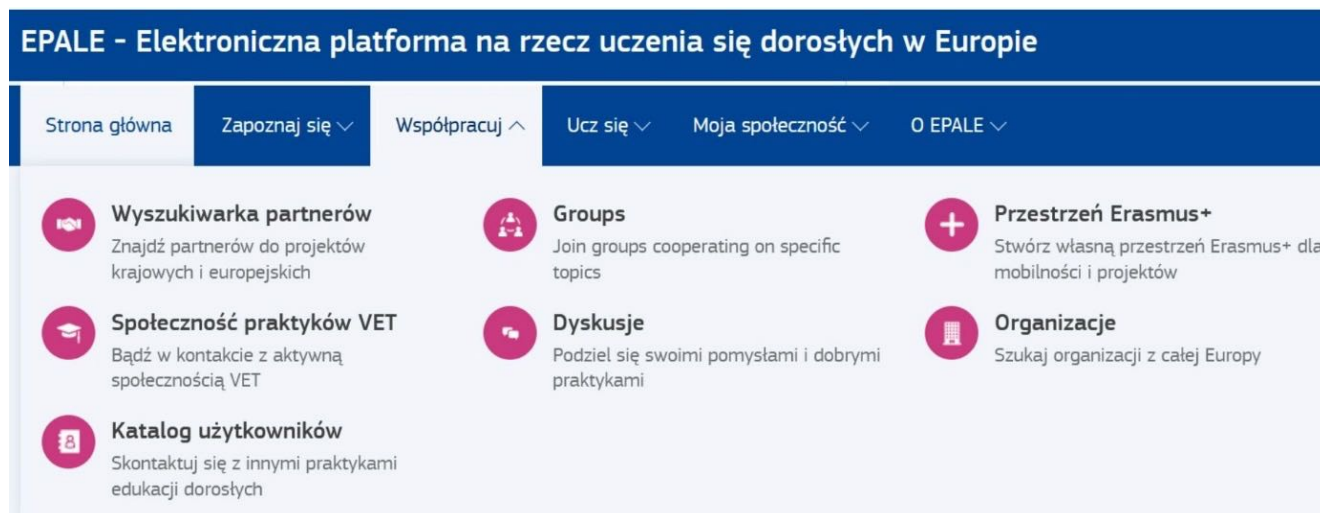 EPALE - Elektroniczna platforma na rzecz uczenia się dorosłych w Europie
Strona główna Zapoznaj się Współpracuj Ucz się Moja społeczność O EPALE
Wyszukiwarka partnerów
Znajdź partnerów do projektów
krajowych i europejskich
Groups
Join groups cooperating on specific
topics
Przestrzeń Erasmus+
Stwórz własną przestrzeń Erasmus+ dla
mobilności i projektów
Społeczność praktyków VET
Bądź w kontakcie z aktywną
społecznością VET
Dyskusje
Podziel się swoimi pomysłami i dobrymi
praktykami
Organizacje
Szukaj organizacji z całej Europy
Katalog użytkowników
Skontaktuj się z innymi praktykami
edukacji dorosłych